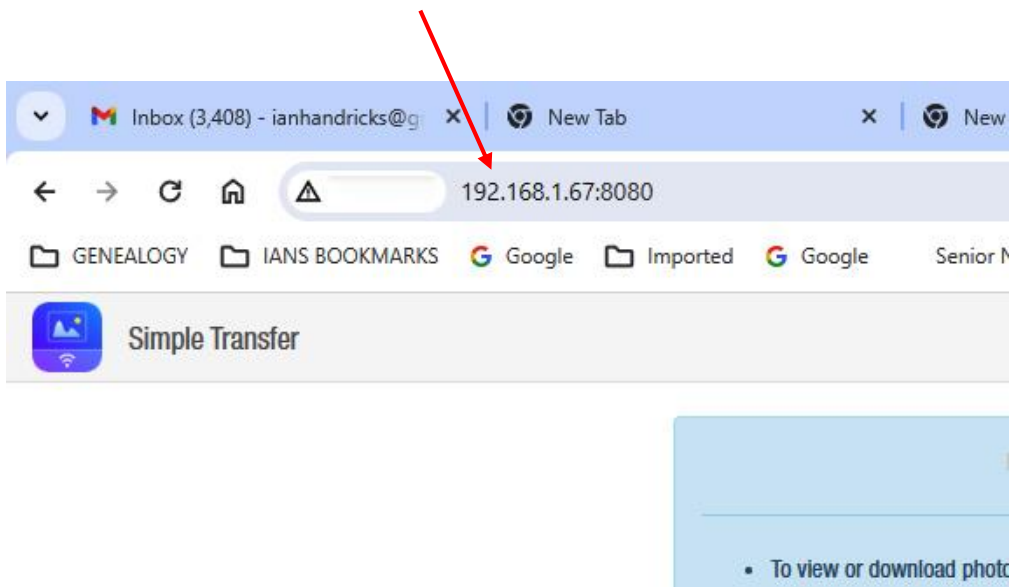 Inbox (3,408) - ianhandricks@g
New Tab
New
192.168.1.67:8080
GENEALOGY IANS BOOKMARKS Google Imported Google Senior
Simple Transfer
• To view or download